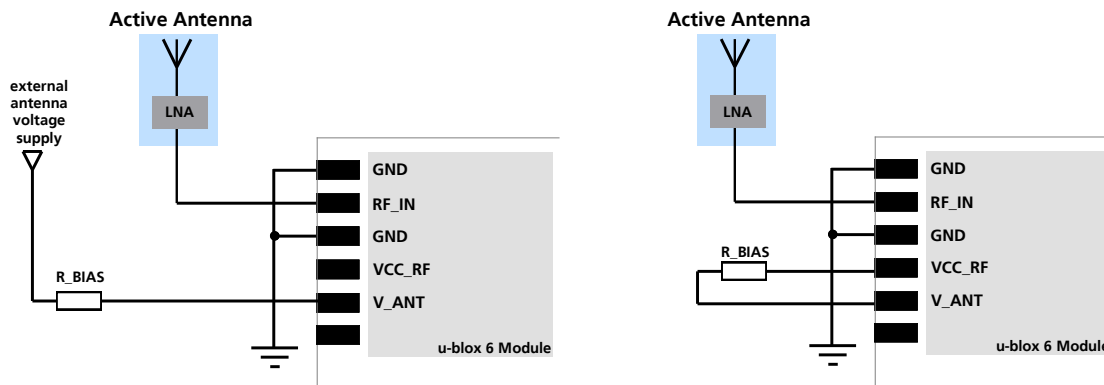 Active Antenna
external
antenna
voltage
supply
LNA
GND
RF_IN
GND
VCC_RF
R_BIAS
V_ANT
u-blox 6 Module
Active Antenna
LNA
GND
RF_IN
GND
R_BIAS
VCC_RF
V_ANT
u-blox 6 Module